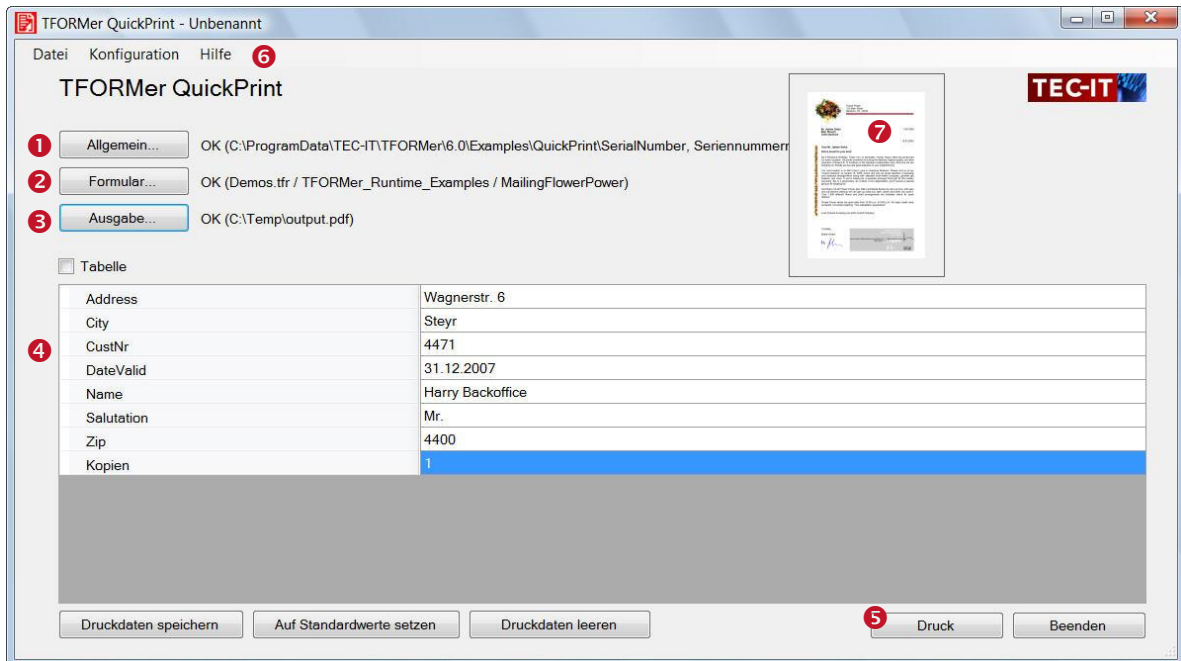 TFORMer QuickPrint - Unbenannt
Datei Konfiguration Hilfe 6
TFORMer QuickPrint
TEC-IT
7
1 Allgemein... OK (C:\ProgramData\TEC-IT\TFORMer\6.0\Examples\QuickPrint\SerialNumber, Seriennummern
2 Formular... OK (Demos.tfr / TFORMer_Runtime_Examples / MailingFlowerPower)
3 Ausgabe... OK (C:\Temp\output.pdf)
Tabelle
Address Wagnerstr. 6
City Steyr
4 CustNr 4471
DateValid 31.12.2007
Name Harry Backoffice
Salutation Mr.
Zip 4400
Kopien 1
5
Druckdaten speichern Auf Standardwerte setzen Druckdaten leeren Druck Beenden